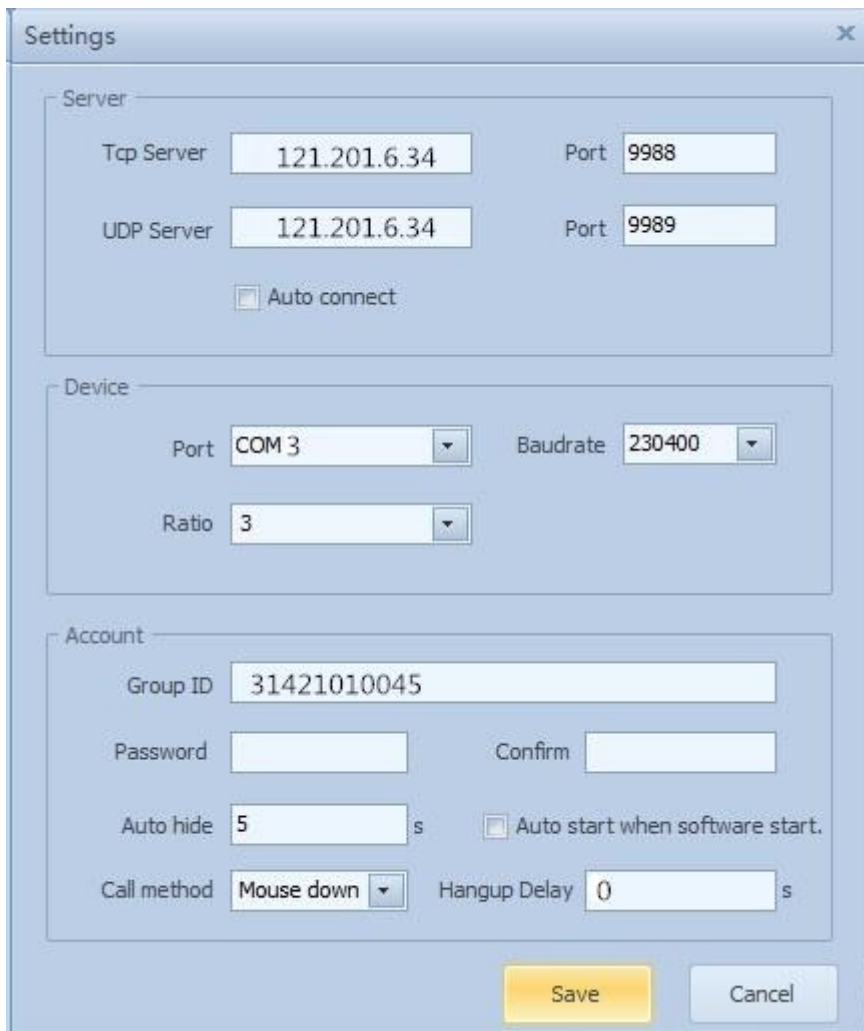 Settings
Server
Tcp Server 121.201.6.34 Port 9988
UDP Server 121.201.6.34 Port 9989
Auto connect
Device
Port COM 3 Baudrate 230400
Ratio 3
Account
Group ID 31421010045
Password Confirm
Auto hide 5 s Auto start when software start.
Call method Mouse down Hangup Delay 0 s
Save Cancel